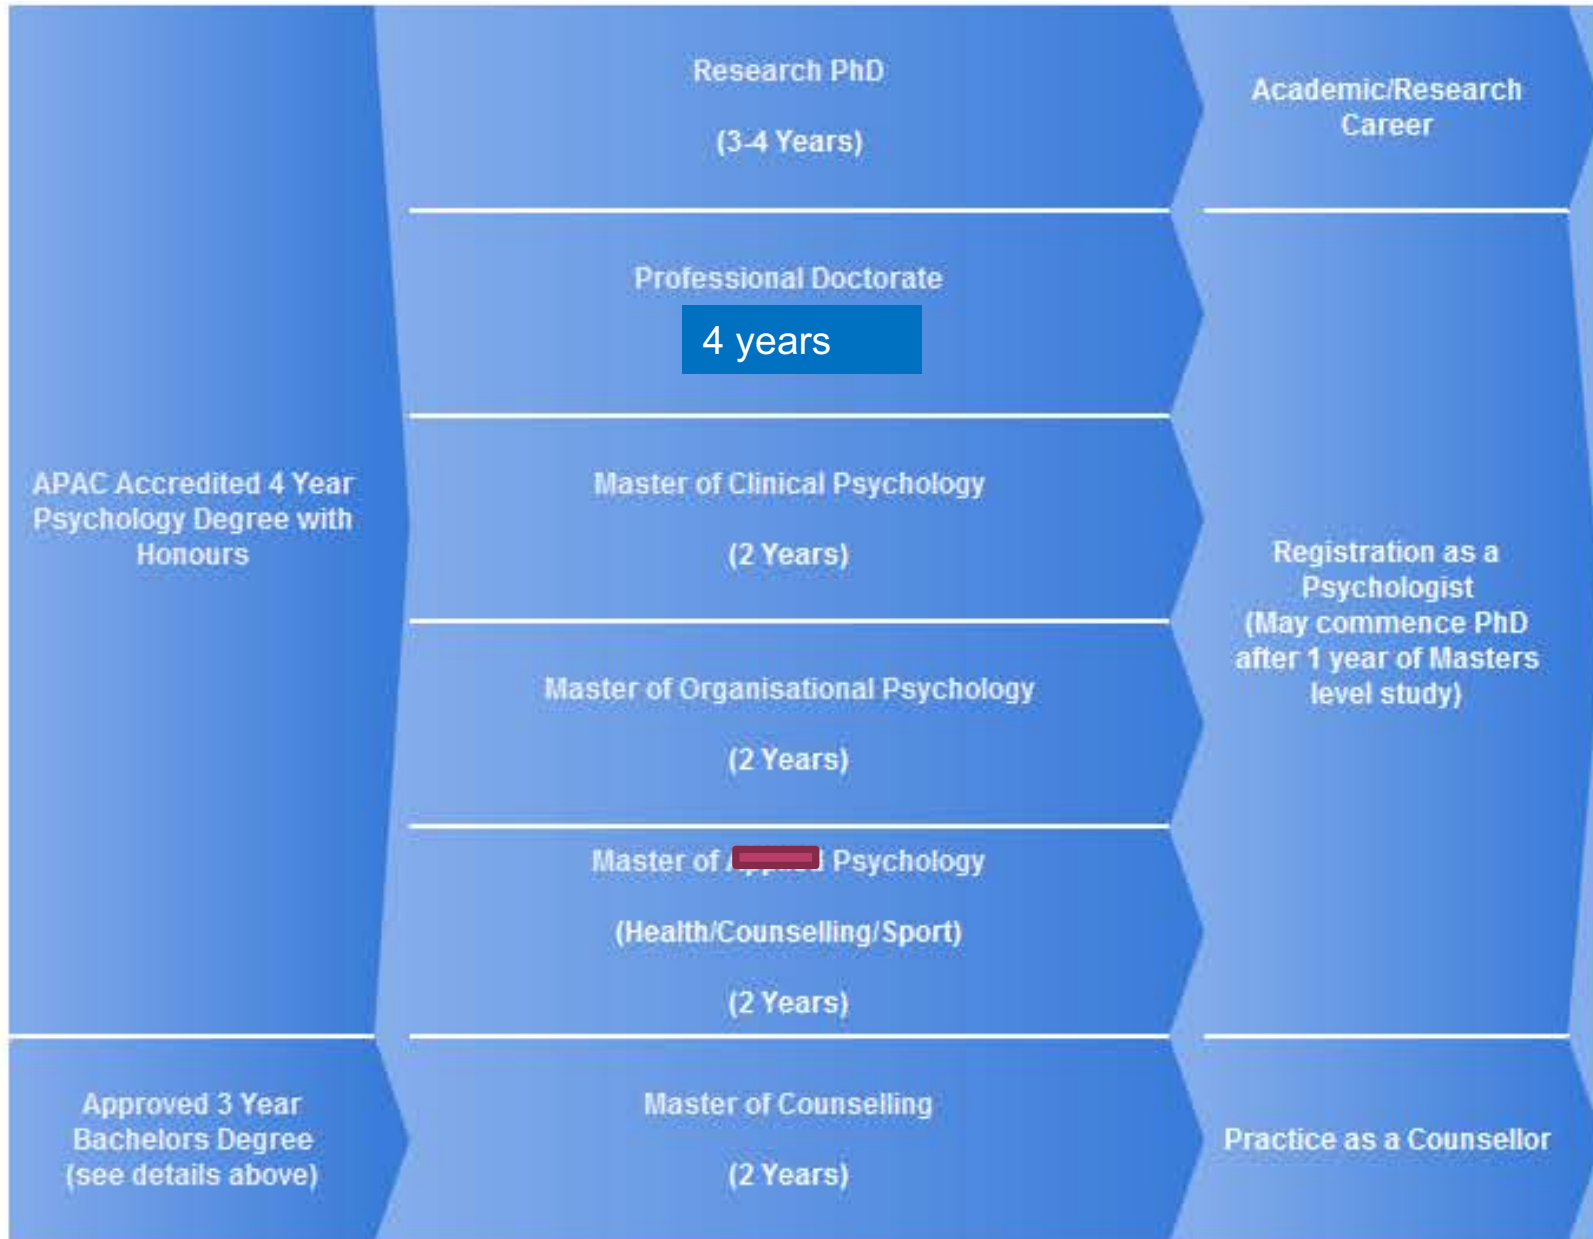 Research PhD
(3-4 Years)
Academic/Research
Career
Professional Doctorate
4 years
APAC Accredited 4 Year
Psychology Degree with
Honours
Master of Clinical Psychology
(2 Years)
Master of Organisational Psychology
(2 Years)
Registration as a
Psychologist
(May commence PhD
after 1 year of Masters
level study)
Master of Psychology
(Health/Counselling/Sport)
(2 Years)
Approved 3 Year
Bachelors Degree
(see details above)
Master of Counselling
(2 Years)
Practice as a Counsellor